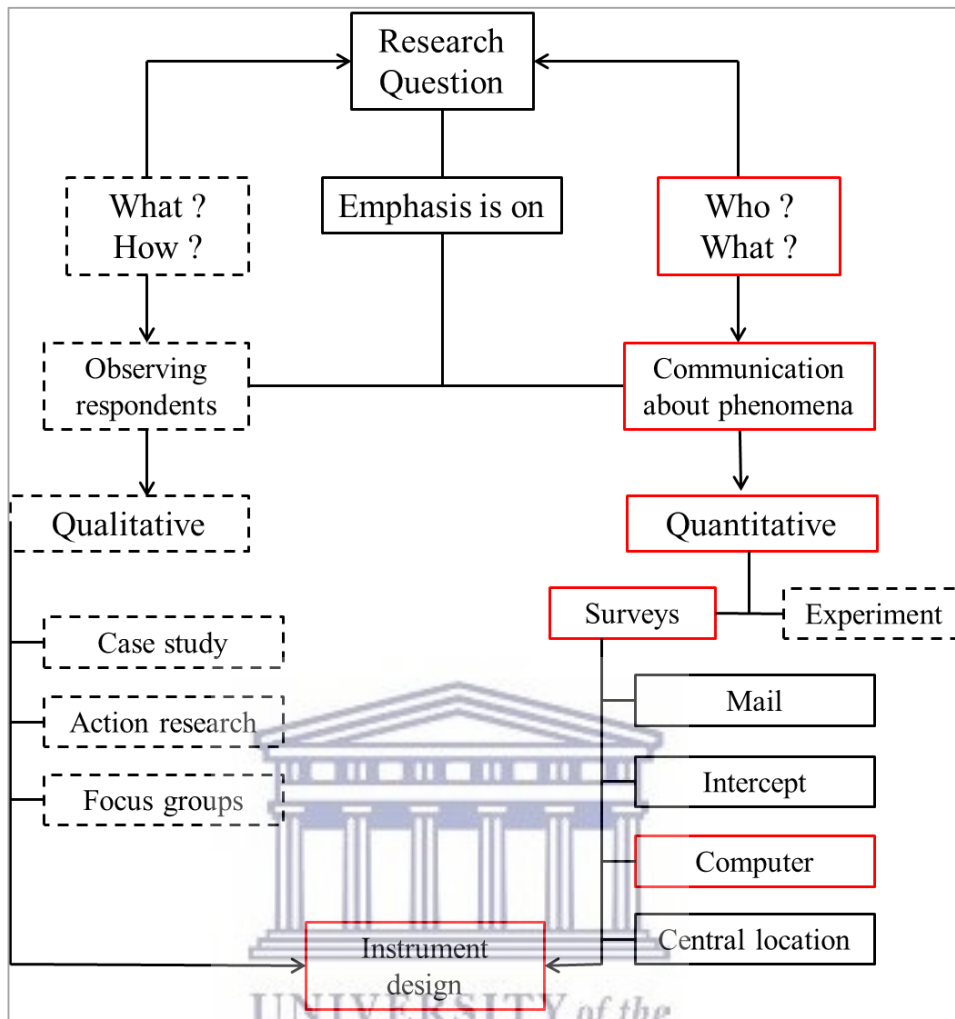 Research
Question
What ?
How ?
Emphasis is on
Who ?
What ?
Observing
respondents
Communication
about phenomena
Qualitative
Quantitative
Surveys
Experiment
Case study
Mail
Action research
Intercept
Focus groups
Computer
Central location
Instrument
design
UNIVERSITY of the